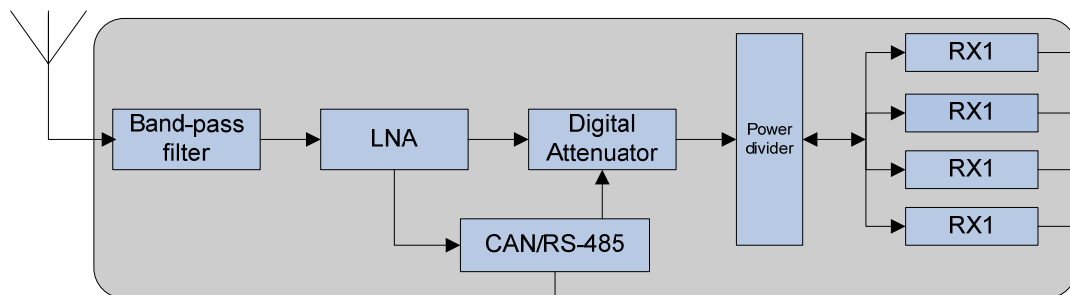 Band-pass
filter
LNA
Digital
Attenuator
Power
divider
RX1
RX1
RX1
RX1
CAN/RS-485